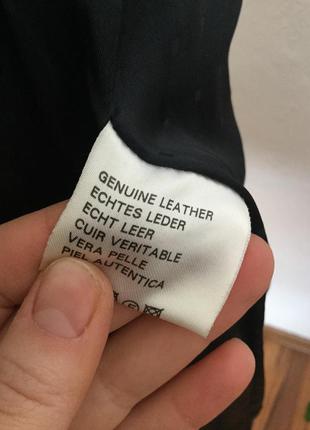 GENUINE LEATHER
ECHTES LEDER
ECHT LEER
CUIR VERITABLE
VERA PELLE
PIEL AUTENTICA